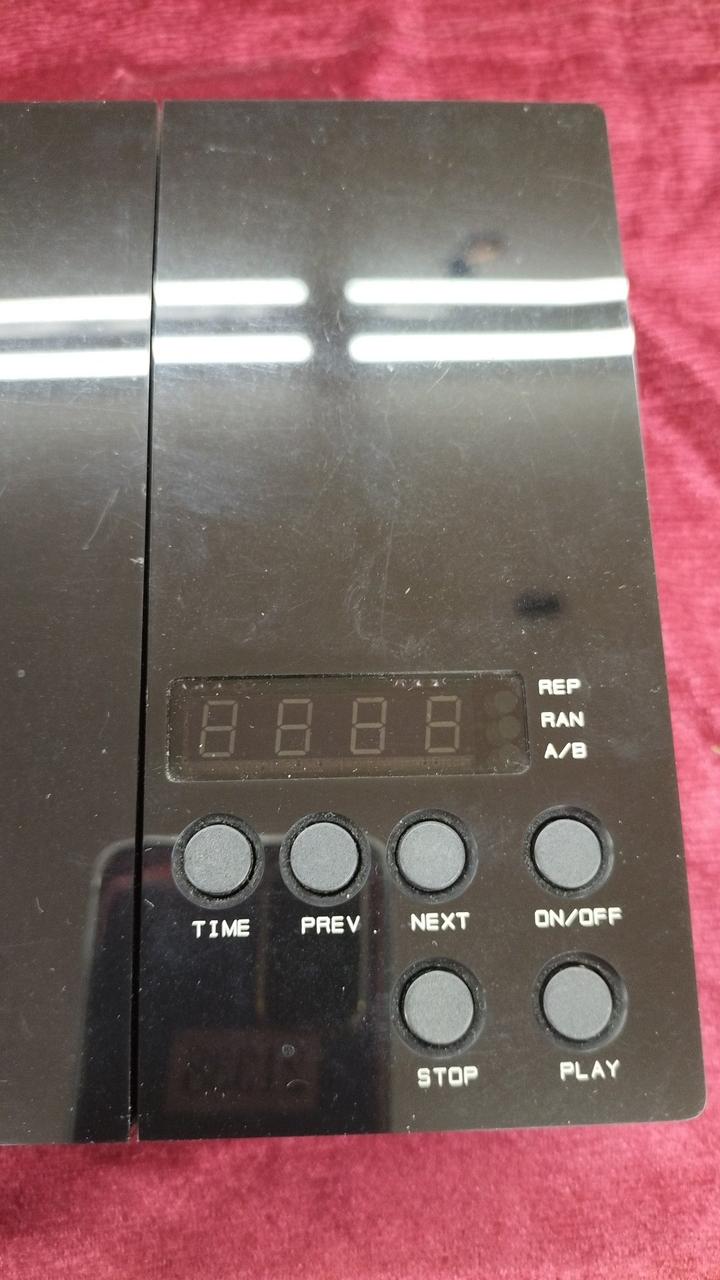 REP
RAN
A/B
TIME PREV NEXT ON/OFF
STOP PLAY